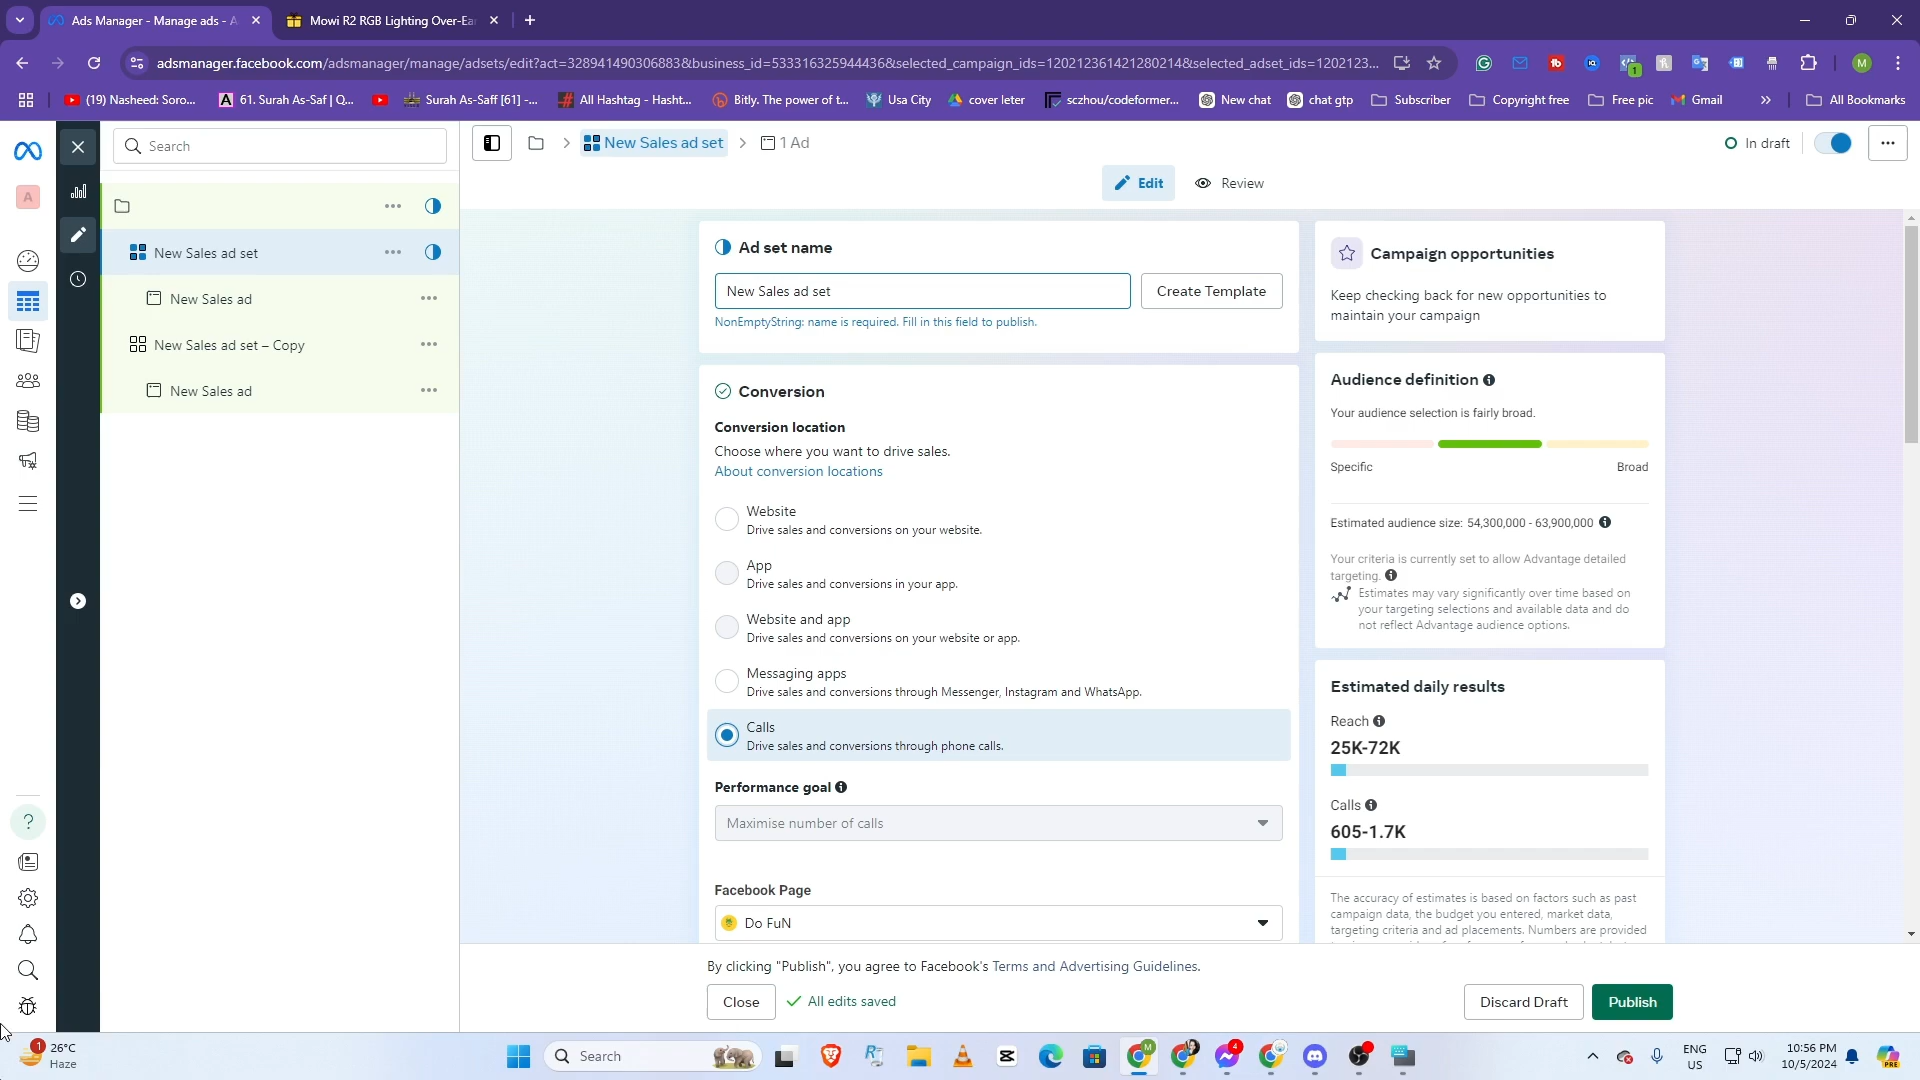 Ads Manager - Manage ads - A
Mowi R2 RGB Lighting Over-Ea
adsmanager.facebook.com/adsmanager/manage/adsets/edit?act=328941490306883&business_id=533316325944436&selected_campaign_ids=120212361421280214&selected_adset_ids=1202123...
1
M
(19) Nasheed: Soro...
61. Surah As-Saf | Q...
Surah As-Saff [61] -...
All Hashtag - Hasht...
Bitly. The power of t...
Usa City
cover leter
sczhou/codeformer...
New chat
chat gtp
Subscriber
Copyright free
Free pic
Gmail
All Bookmarks
Search
New Sales ad set
1 Ad
In draft
A
Edit
Review
New Sales ad set
New Sales ad
New Sales ad set – Copy
New Sales ad
Ad set name
New Sales ad set
Create Template
NonEmptyString: name is required. Fill in this field to publish.
Conversion
Conversion location
Choose where you want to drive sales.
About conversion locations
Website
Drive sales and conversions on your website.
App
Drive sales and conversions in your app.
Website and app
Drive sales and conversions on your website or app.
Messaging apps
Drive sales and conversions through Messenger, Instagram and WhatsApp.
Calls
Drive sales and conversions through phone calls.
Performance goal
Maximise number of calls
Facebook Page
Do FuN
Campaign opportunities
Keep checking back for new opportunities to
maintain your campaign
Audience definition
Your audience selection is fairly broad.
Specific
Broad
Estimated audience size: 54,300,000 - 63,900,000
Your criteria is currently set to allow Advantage detailed
targeting.
Estimates may vary significantly over time based on
your targeting selections and available data and do
not reflect Advantage audience options.
Estimated daily results
Reach
25K-72K
Calls
605-1.7K
The accuracy of estimates is based on factors such as past
campaign data, the budget you entered, market data,
targeting criteria and ad placements. Numbers are provided
By clicking "Publish", you agree to Facebook's Terms and Advertising Guidelines.
Close
All edits saved
Discard Draft
Publish
1
26°C
Haze
Search
M
4
ENG
US
10:56 PM
10/5/2024
PRE